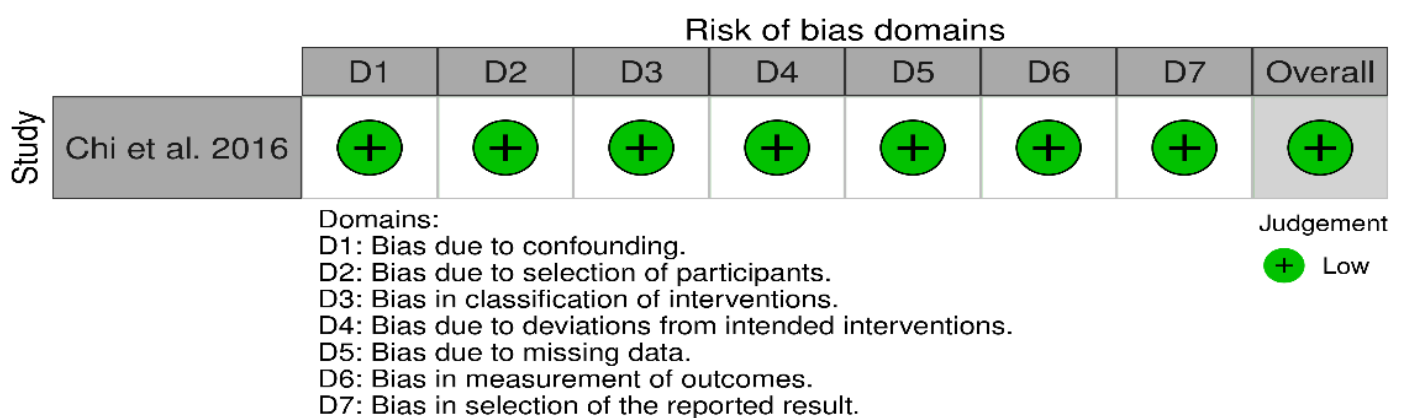 Risk of bias domains
D1 D2 D3 D4 D5 D6 D7 Overall
Study
Chi et al. 2016 + + + + + + + +
Domains:
D1: Bias due to confounding.
D2: Bias due to selection of participants.
D3: Bias in classification of interventions.
D4: Bias due to deviations from intended interventions.
D5: Bias due to missing data.
D6: Bias in measurement of outcomes.
D7: Bias in selection of the reported result.
Judgement
+ Low